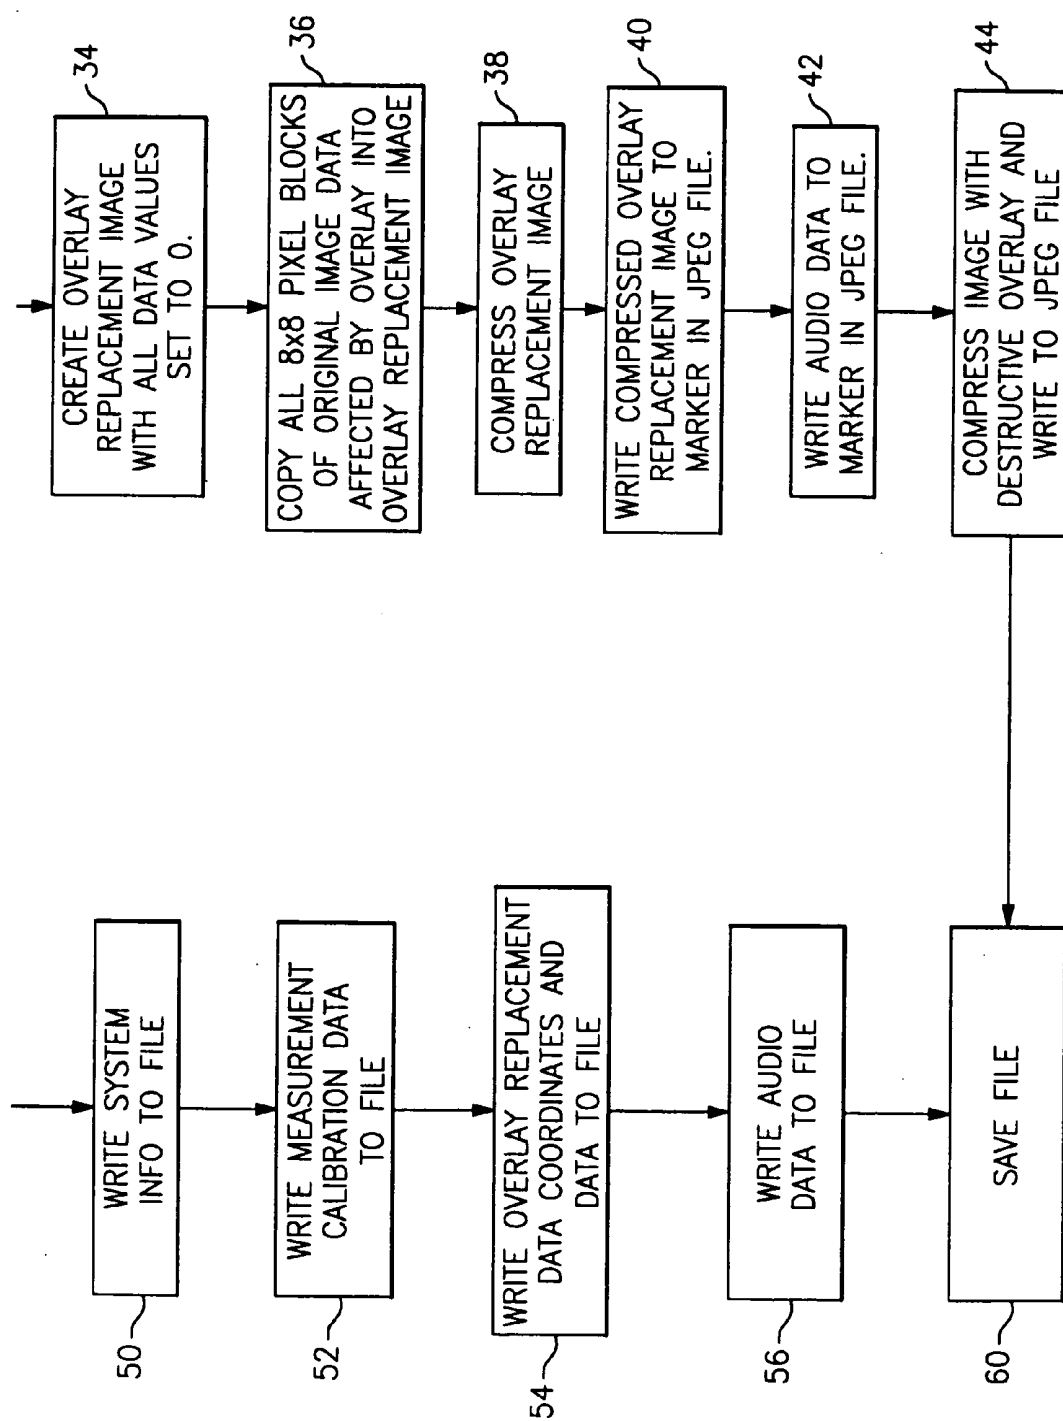 CREATE OVERLAY
REPLACEMENT IMAGE
WITH ALL DATA VALUES
SET TO 0.
34
COPY ALL 8x8 PIXEL BLOCKS
OF ORIGINAL IMAGE DATA
AFFECTED BY OVERLAY INTO
OVERLAY REPLACEMENT IMAGE
36
COMPRESS OVERLAY
REPLACEMENT IMAGE
38
WRITE COMPRESSED OVERLAY
REPLACEMENT IMAGE TO
MARKER IN JPEG FILE.
40
WRITE AUDIO DATA TO
MARKER IN JPEG FILE.
42
COMPRESS IMAGE WITH
DESTRUCTIVE OVERLAY AND
WRITE TO JPEG FILE
44
50
WRITE SYSTEM
INFO TO FILE
52
WRITE MEASUREMENT
CALIBRATION DATA
TO FILE
54
WRITE OVERLAY REPLACEMENT
DATA COORDINATES AND
DATA TO FILE
56
WRITE AUDIO
DATA TO FILE
60
SAVE FILE